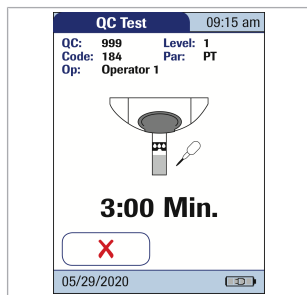 QC Test 09:15 am
QC: 999 Level: 1
Code: 184 Par: PT
Op: Operator 1
3:00 Min.
05/29/2020